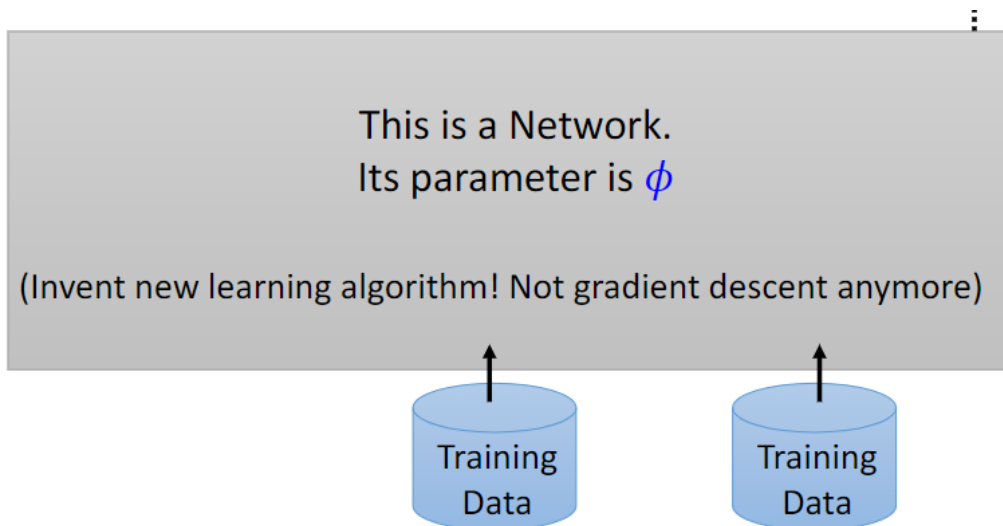 This is a Network.
Its parameter is ϕ
(Invent new learning algorithm! Not gradient descent anymore)
Training
Data
Training
Data